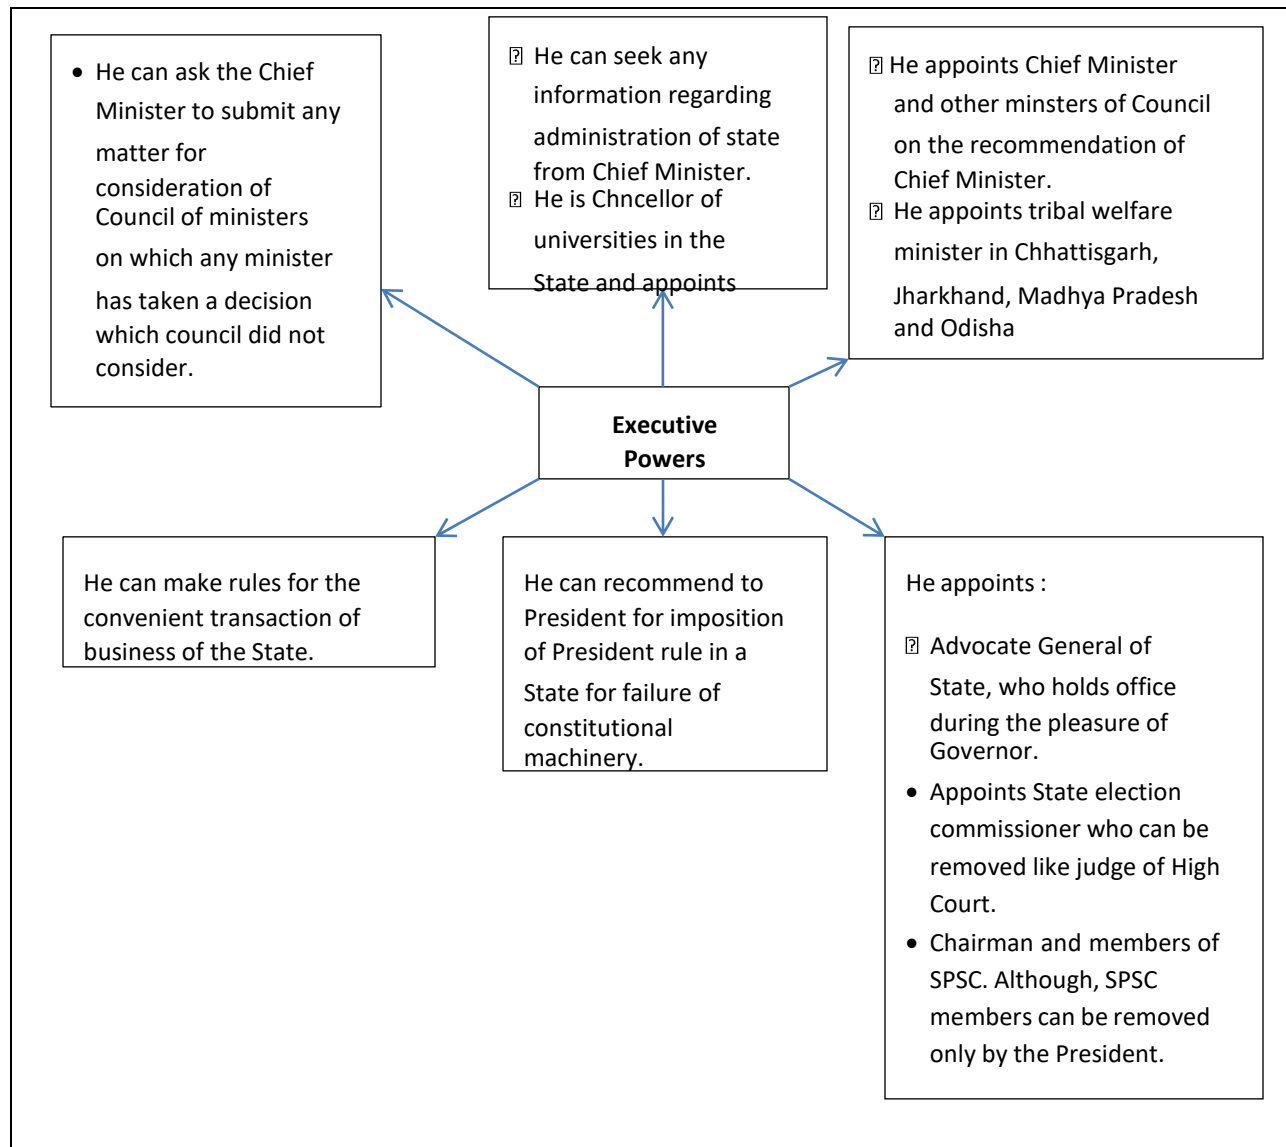 • He can ask the Chief
Minister to submit any
matter for
consideration of
Council of ministers
on which any minister
has taken a decision
which council did not
consider.
⍰ He can seek any
information regarding
administration of state
from Chief Minister.
⍰ He is Chncellor of
universities in the
State and appoints
⍰ He appoints Chief Minister
and other minsters of Council
on the recommendation of
Chief Minister.
⍰ He appoints tribal welfare
minister in Chhattisgarh,
Jharkhand, Madhya Pradesh
and Odisha
Executive
Powers
He can make rules for the
convenient transaction of
business of the State.
He can recommend to
President for imposition
of President rule in a
State for failure of
constitutional
machinery.
He appoints :
⍰ Advocate General of
State, who holds office
during the pleasure of
Governor.
• Appoints State election
commissioner who can be
removed like judge of High
Court.
• Chairman and members of
SPSC. Although, SPSC
members can be removed
only by the President.